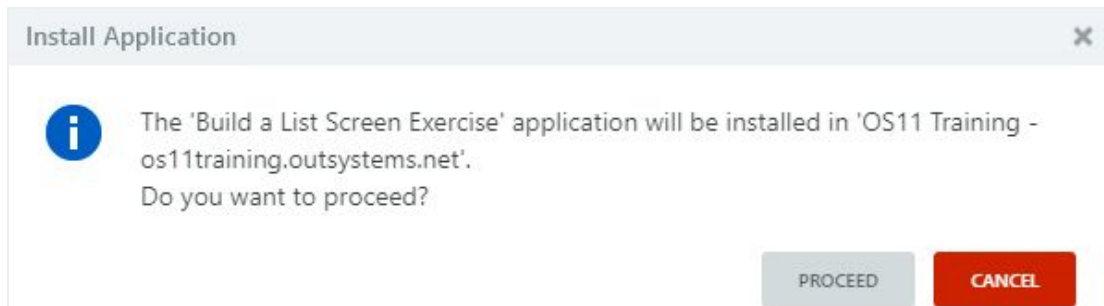 Install Application
The 'Build a List Screen Exercise' application will be installed in 'OS11 Training -
os11training.outsystems.net'.
Do you want to proceed?
PROCEED
CANCEL